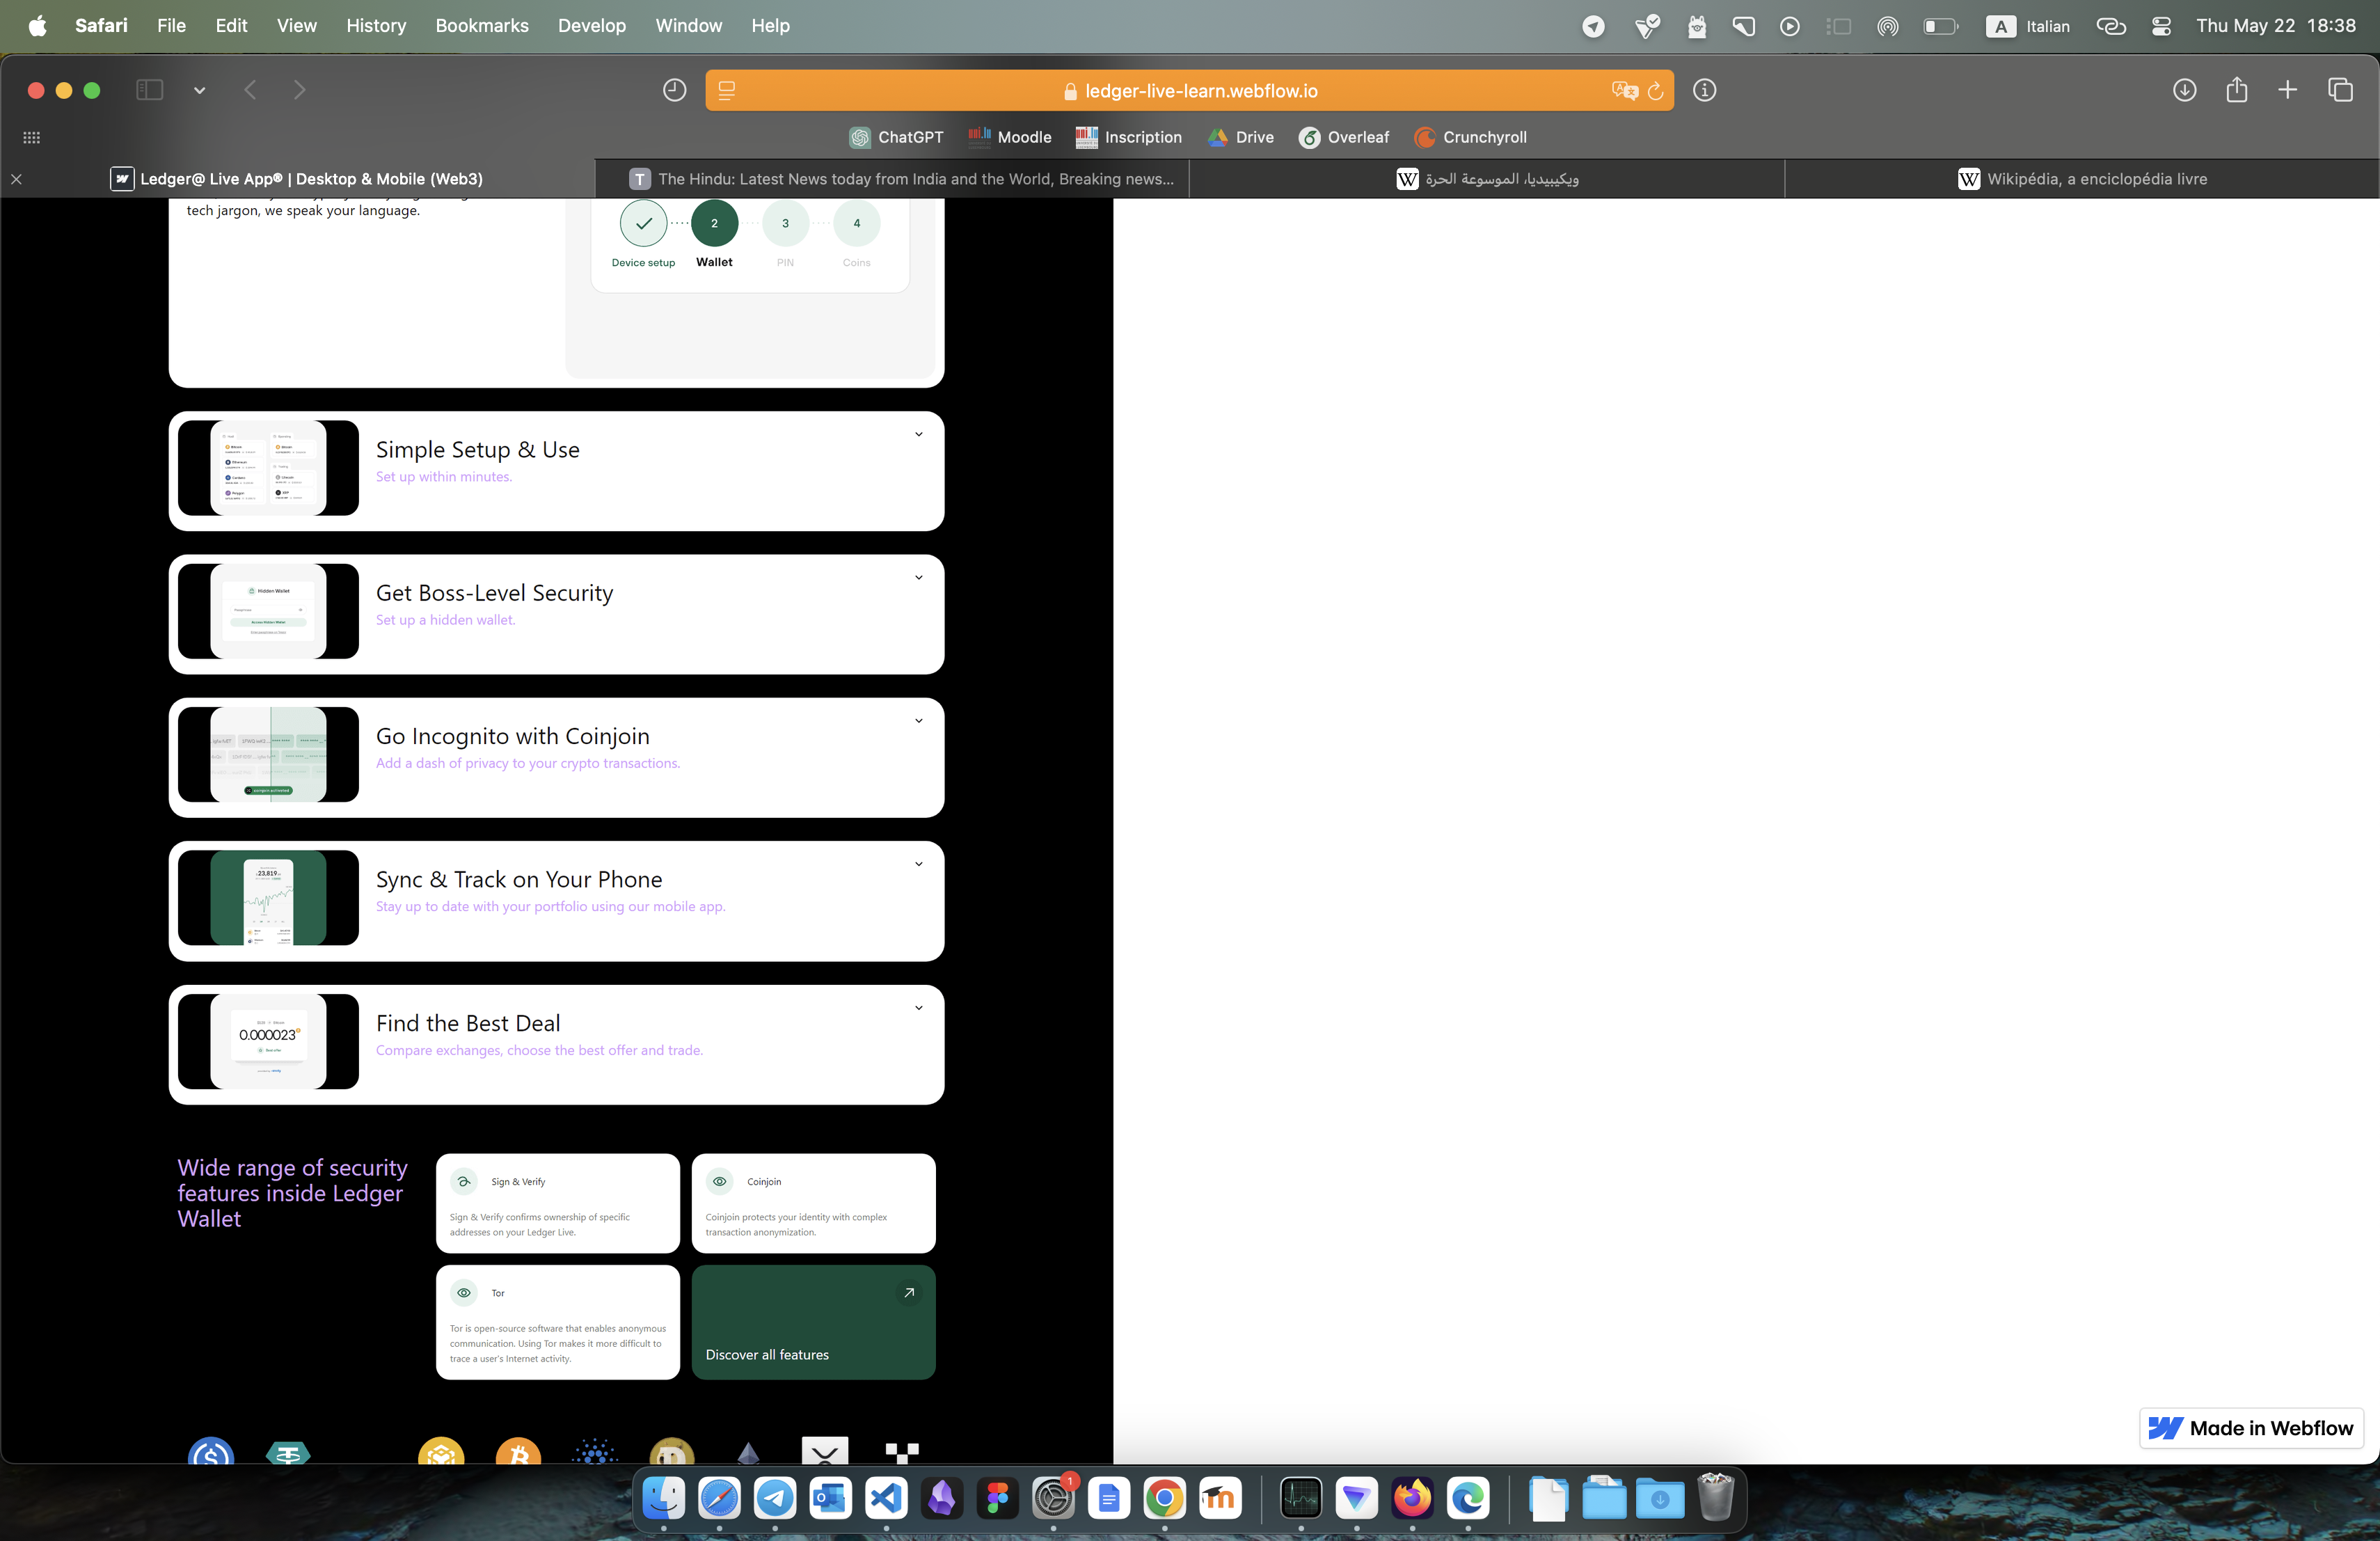 Safari File Edit View History Bookmarks Develop Window Help
A Italian Thu May 22 18:38
ledger-live-learn.webflow.io
ChatGPT Moodle Inscription Drive Overleaf Crunchyroll
Ledger@ Live App® | Desktop & Mobile (Web3)
T The Hindu: Latest News today from India and the World, Breaking news...
W ويكيبيديا، الموسوعة الحرة
W Wikipédia, a enciclopédia livre
tech jargon, we speak your language.
2 3 4
Device setup Wallet PIN Coins
Simple Setup & Use
Set up within minutes.
Get Boss-Level Security
Set up a hidden wallet.
Hidden Wallet
Go Incognito with Coinjoin
Add a dash of privacy to your crypto transactions.
Sync & Track on Your Phone
Stay up to date with your portfolio using our mobile app.
23,819
Find the Best Deal
Compare exchanges, choose the best offer and trade.
0.000023
Wide range of security
features inside Ledger
Wallet
Sign & Verify
Sign & Verify confirms ownership of specific
addresses on your Ledger Live.
Coinjoin
Coinjoin protects your identity with complex
transaction anonymization.
Tor
Tor is open-source software that enables anonymous
communication. Using Tor makes it more difficult to
trace a user's Internet activity.
Discover all features
Made in Webflow
1